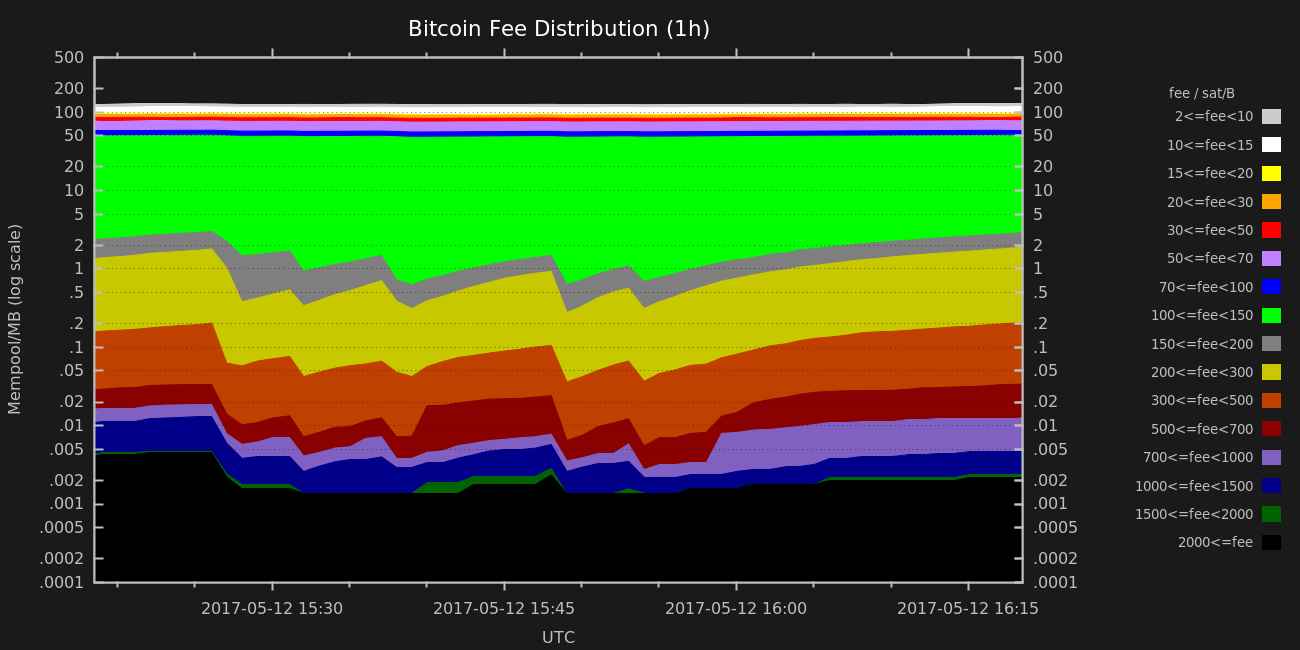 Bitcoin Fee Distribution (1h)
Mempool/MB (log scale)
500
200
100
50
20
10
5
2
1
.5
.2
.1
.05
.02
.01
.005
.002
.001
.0005
.0002
.0001
500
200
100
50
20
10
5
2
1
.5
.2
.1
.05
.02
.01
.005
.002
.001
.0005
.0002
.0001
2017-05-12 15:30 2017-05-12 15:45 2017-05-12 16:00 2017-05-12 16:15
UTC
fee / sat/B
2<=fee<10
10<=fee<15
15<=fee<20
20<=fee<30
30<=fee<50
50<=fee<70
70<=fee<100
100<=fee<150
150<=fee<200
200<=fee<300
300<=fee<500
500<=fee<700
700<=fee<1000
1000<=fee<1500
1500<=fee<2000
2000<=fee